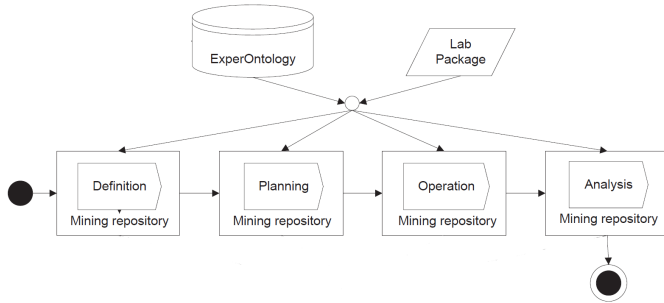 ExperOntology
Lab
Package
Definition
Mining repository
Planning
Mining repository
Operation
Mining repository
Analysis
Mining repository